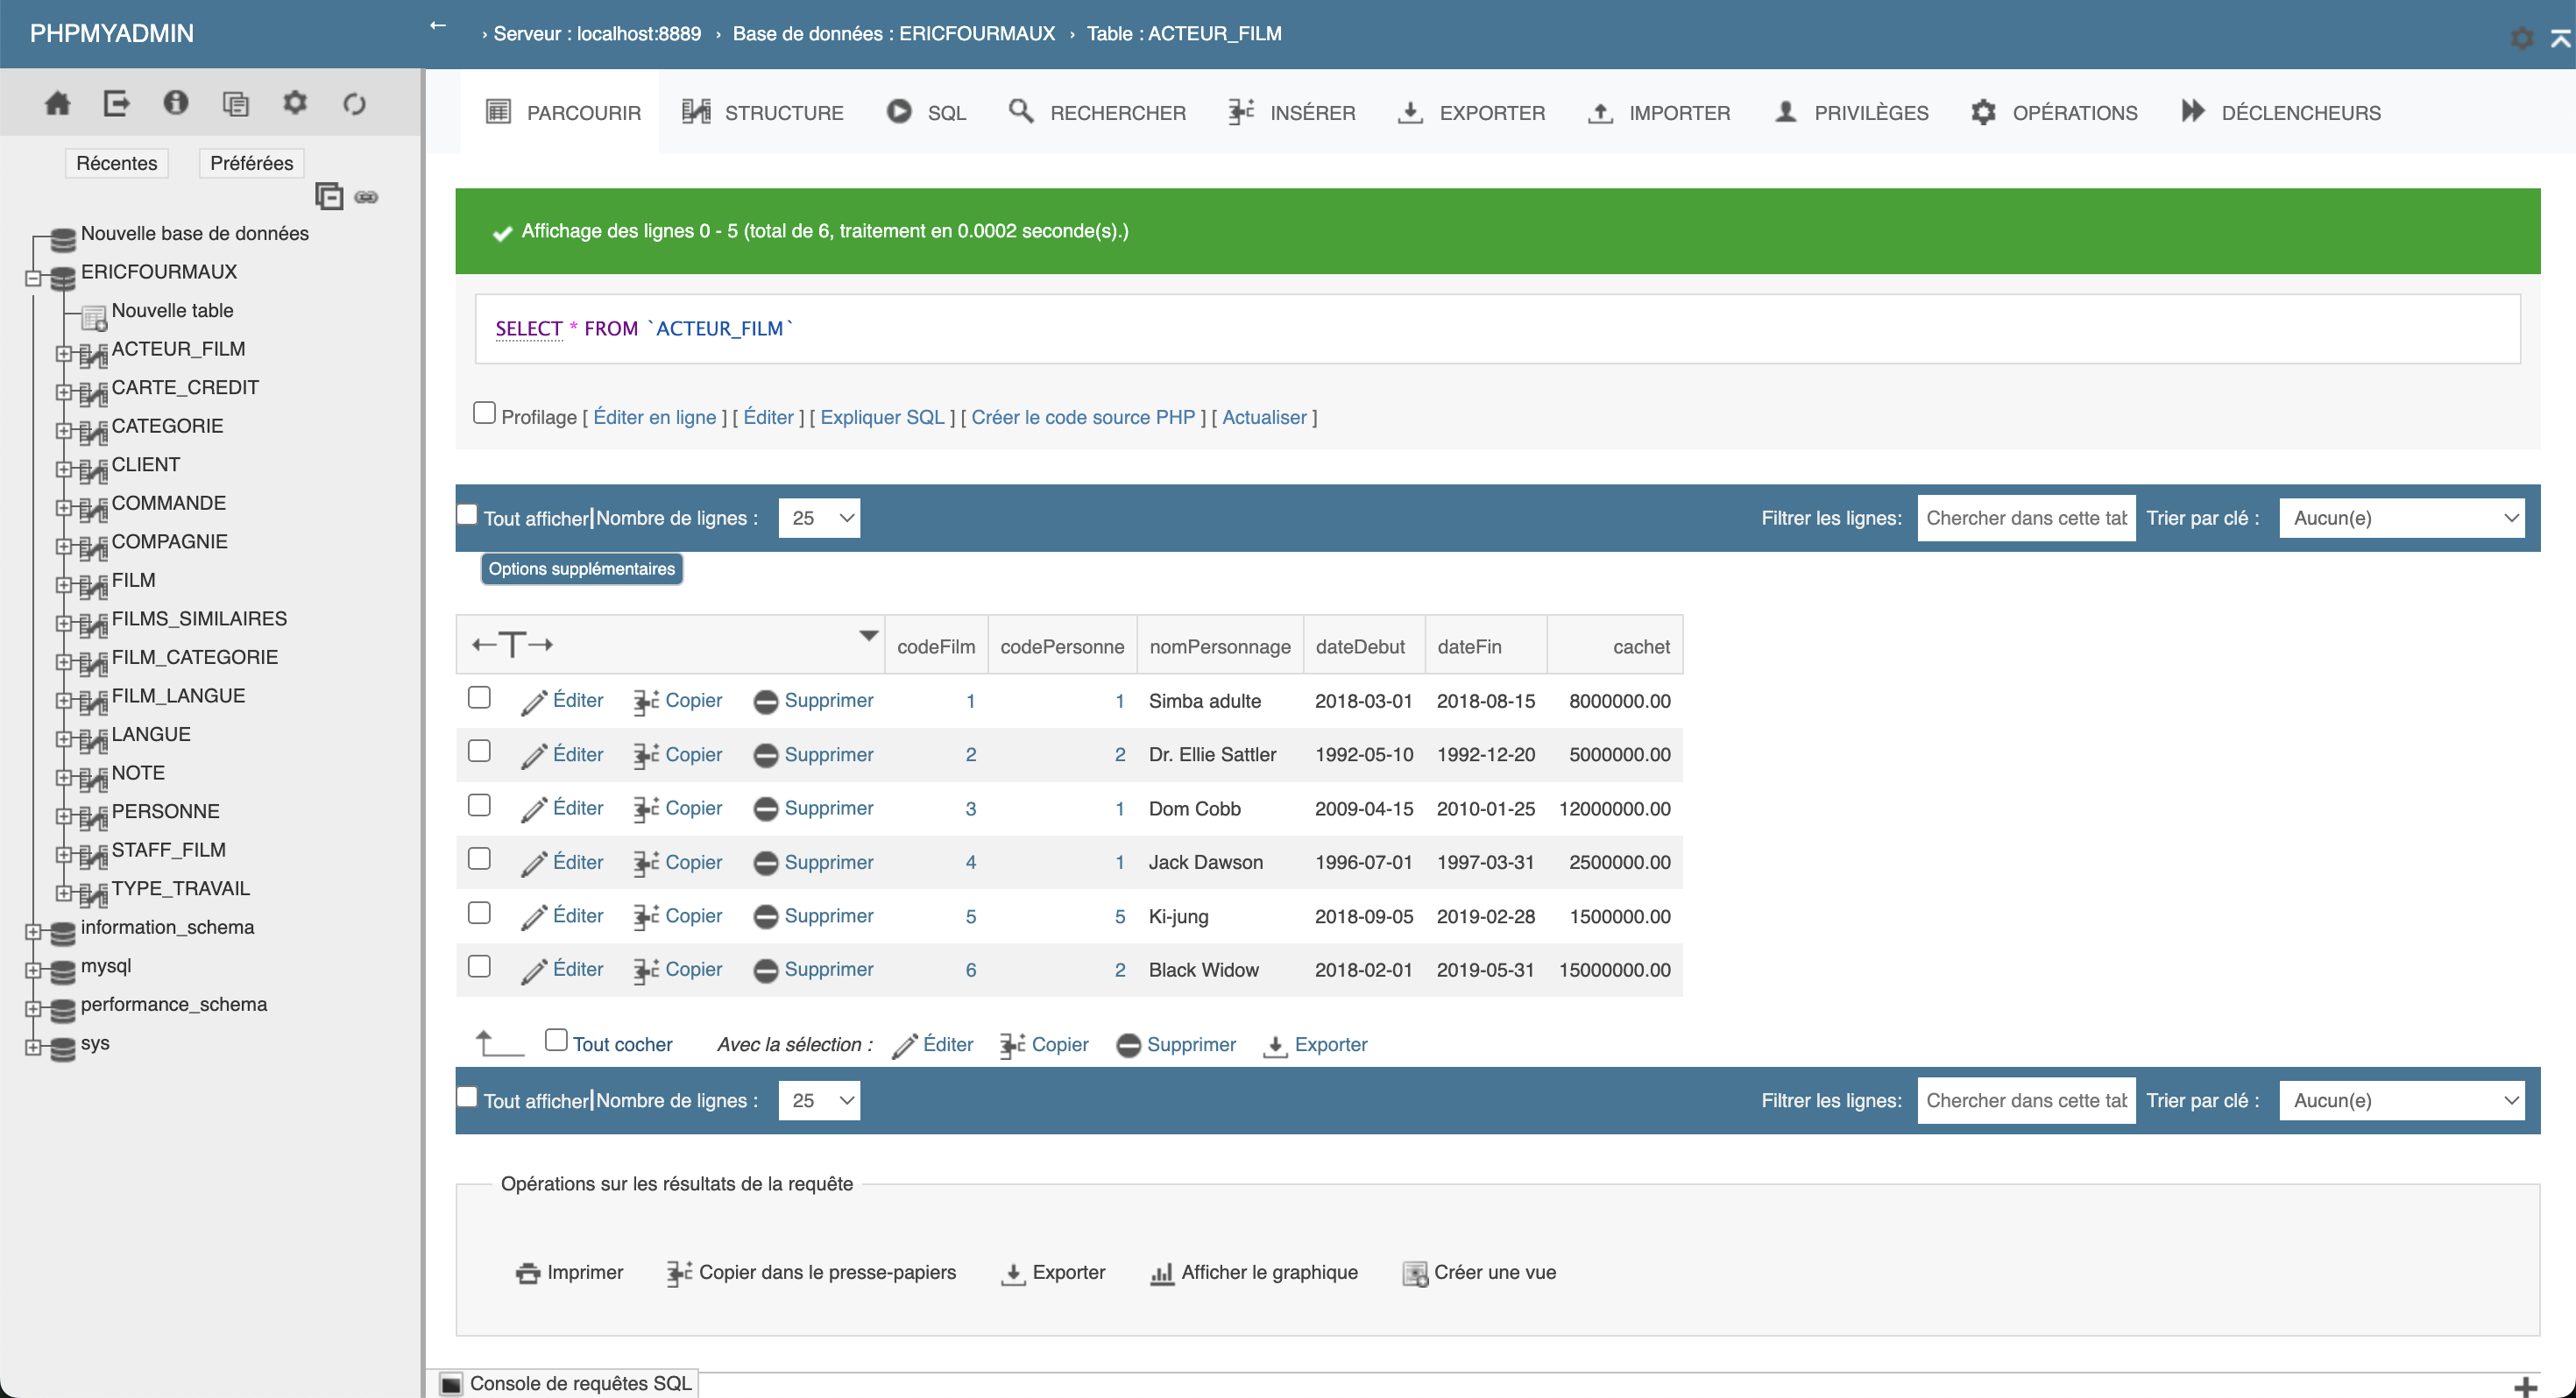 PHPMYADMIN
Serveur : localhost:8889 › Base de données : ERICFOURMAUX › Table : ACTEUR_FILM
Récentes Préférées
Nouvelle base de données
ERICFOURMAUX
Nouvelle table
ACTEUR_FILM
CARTE_CREDIT
CATEGORIE
CLIENT
COMMANDE
COMPAGNIE
FILM
FILMS_SIMILAIRES
FILM_CATEGORIE
FILM_LANGUE
LANGUE
NOTE
PERSONNE
STAFF_FILM
TYPE_TRAVAIL
information_schema
mysql
performance_schema
sys
PARCOURIR STRUCTURE SQL RECHERCHER INSÉRER EXPORTER IMPORTER PRIVILÈGES OPÉRATIONS DÉCLENCHEURS
Affichage des lignes 0 - 5 (total de 6, traitement en 0.0002 seconde(s).)
SELECT * FROM `ACTEUR_FILM`
Profilage [ Éditer en ligne ] [ Éditer ] [ Expliquer SQL ] [ Créer le code source PHP ] [ Actualiser ]
Tout afficher | Nombre de lignes : 25 Filtrer les lignes: Chercher dans cette tab Trier par clé : Aucun(e)
Options supplémentaires
←T→ codeFilm codePersonne nomPersonnage dateDebut dateFin cachet
Éditer Copier Supprimer 1 1 Simba adulte 2018-03-01 2018-08-15 8000000.00
Éditer Copier Supprimer 2 2 Dr. Ellie Sattler 1992-05-10 1992-12-20 5000000.00
Éditer Copier Supprimer 3 1 Dom Cobb 2009-04-15 2010-01-25 12000000.00
Éditer Copier Supprimer 4 1 Jack Dawson 1996-07-01 1997-03-31 2500000.00
Éditer Copier Supprimer 5 5 Ki-jung 2018-09-05 2019-02-28 1500000.00
Éditer Copier Supprimer 6 2 Black Widow 2018-02-01 2019-05-31 15000000.00
Tout cocher Avec la sélection : Éditer Copier Supprimer Exporter
Tout afficher | Nombre de lignes : 25 Filtrer les lignes: Chercher dans cette tab Trier par clé : Aucun(e)
Opérations sur les résultats de la requête
Imprimer Copier dans le presse-papiers Exporter Afficher le graphique Créer une vue
Console de requêtes SQL